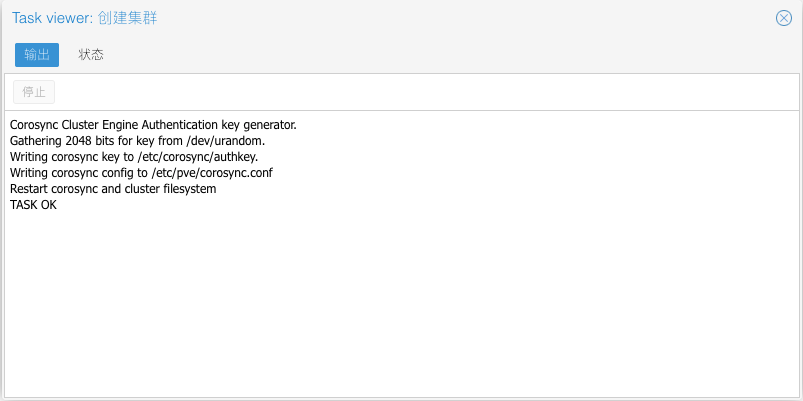 Task viewer: 创建集群
输出 状态
停止
Corosync Cluster Engine Authentication key generator.
Gathering 2048 bits for key from /dev/urandom.
Writing corosync key to /etc/corosync/authkey.
Writing corosync config to /etc/pve/corosync.conf
Restart corosync and cluster filesystem
TASK OK